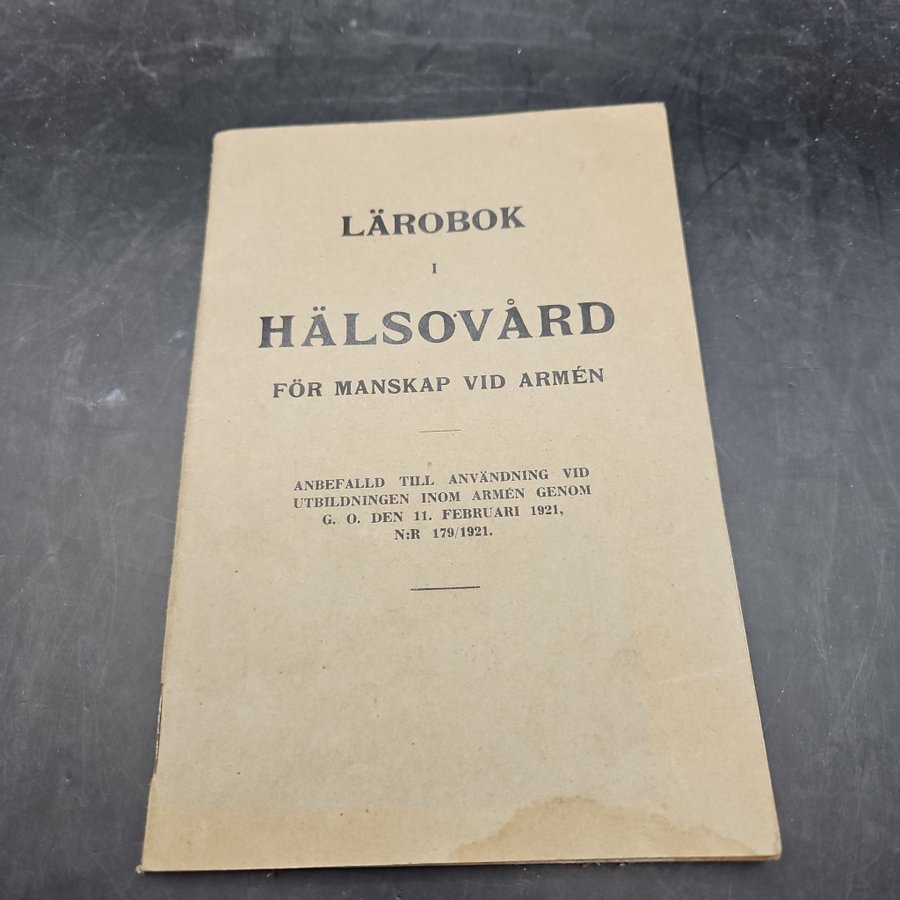 LÄROBOK
I
HÄLSOVÅRD
FÖR MANSKAP VID ARMÉN
ANBEFALLD TILL ANVÄNDNING VID
UTBILDNINGEN INOM ARMÉN GENOM
G. O. DEN 11. FEBRUARI 1921,
N:R 179/1921.